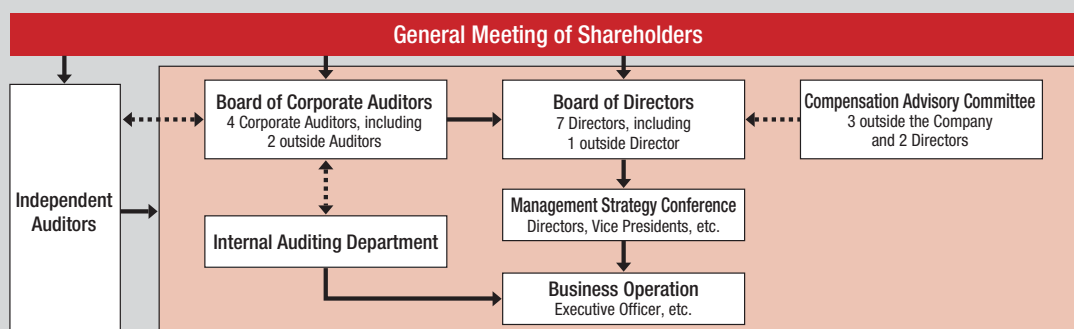 General Meeting of Shareholders
Board of Corporate Auditors
4 Corporate Auditors, including
2 outside Auditors
Board of Directors
7 Directors, including
1 outside Director
Compensation Advisory Committee
3 outside the Company
and 2 Directors
Independent
Auditors
Management Strategy Conference
Directors, Vice Presidents, etc.
Internal Auditing Department
Business Operation
Executive Officer, etc.